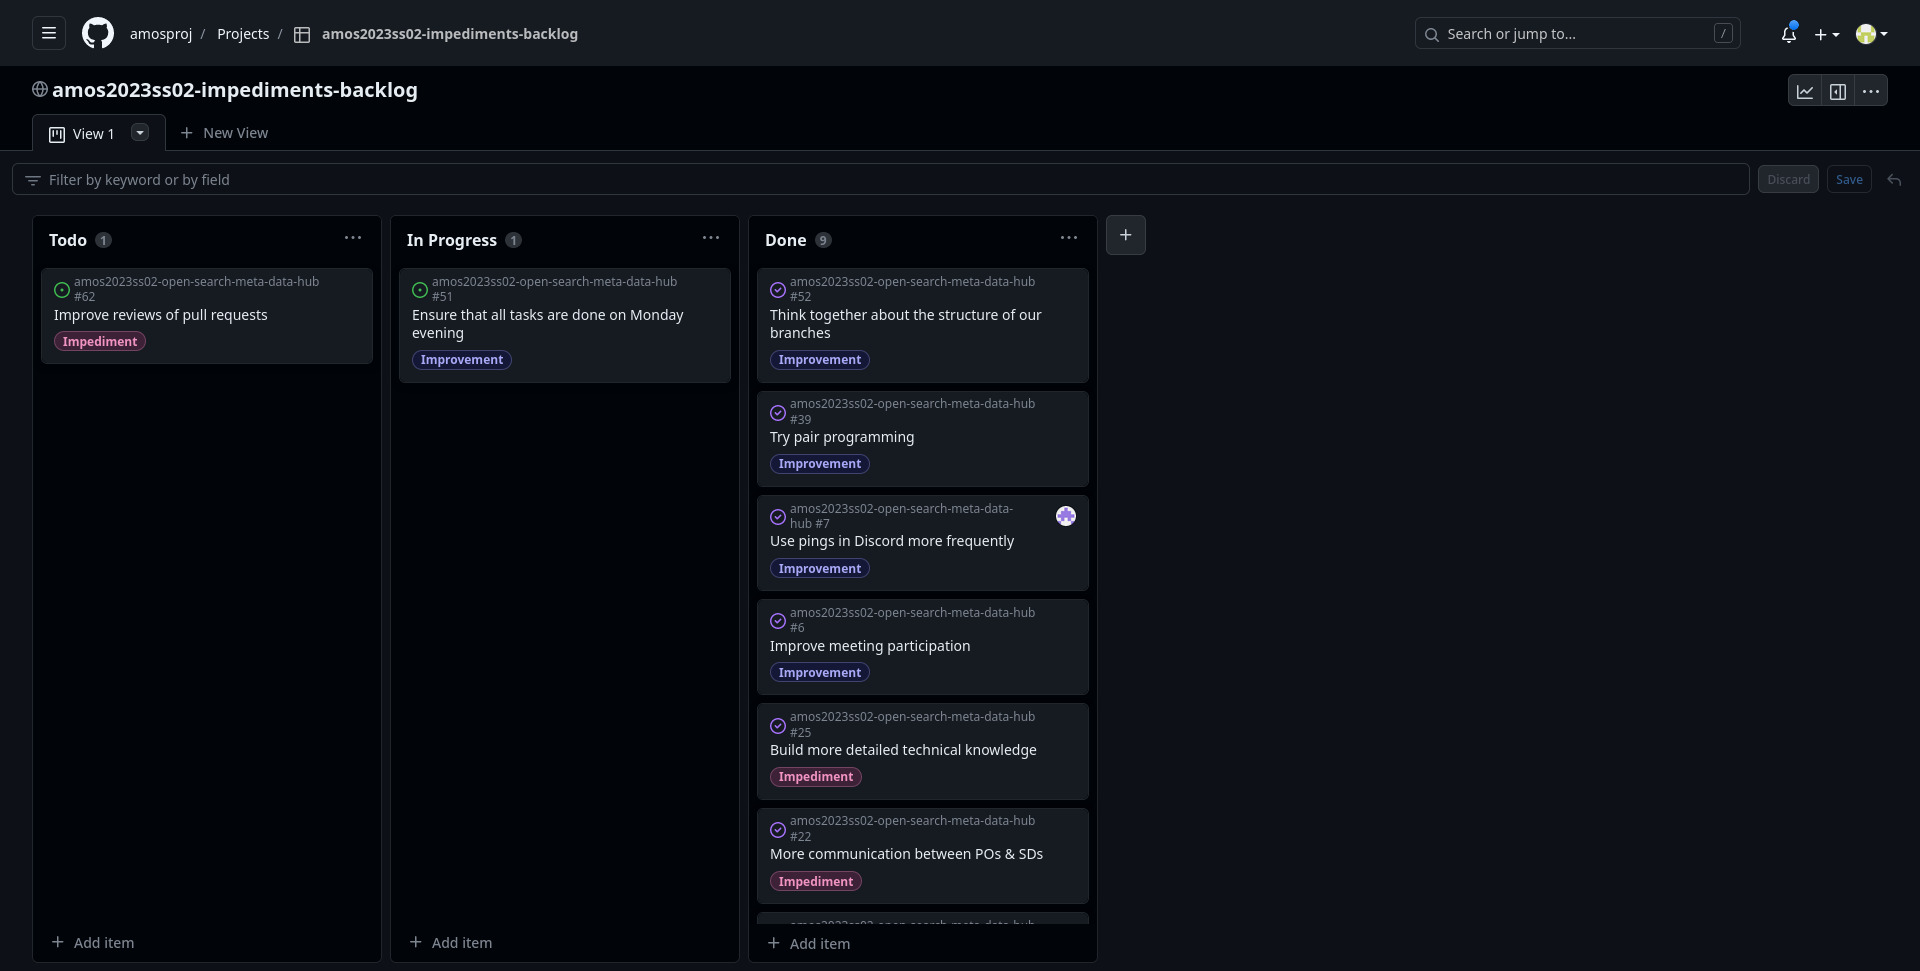 amosproj / Projects / amos2023ss02-impediments-backlog
Search or jump to...
/
amos2023ss02-impediments-backlog
View 1
New View
Filter by keyword or by field
Discard
Save
Todo 1
amos2023ss02-open-search-meta-data-hub
#62
Improve reviews of pull requests
Impediment
Add item
In Progress 1
amos2023ss02-open-search-meta-data-hub
#51
Ensure that all tasks are done on Monday
evening
Improvement
Add item
Done 9
amos2023ss02-open-search-meta-data-hub
#52
Think together about the structure of our
branches
Improvement
amos2023ss02-open-search-meta-data-hub
#39
Try pair programming
Improvement
amos2023ss02-open-search-meta-data-
hub #7
Use pings in Discord more frequently
Improvement
amos2023ss02-open-search-meta-data-hub
#6
Improve meeting participation
Improvement
amos2023ss02-open-search-meta-data-hub
#25
Build more detailed technical knowledge
Impediment
amos2023ss02-open-search-meta-data-hub
#22
More communication between POs & SDs
Impediment
amos2023ss02-open-search-meta-data-hub
Add item